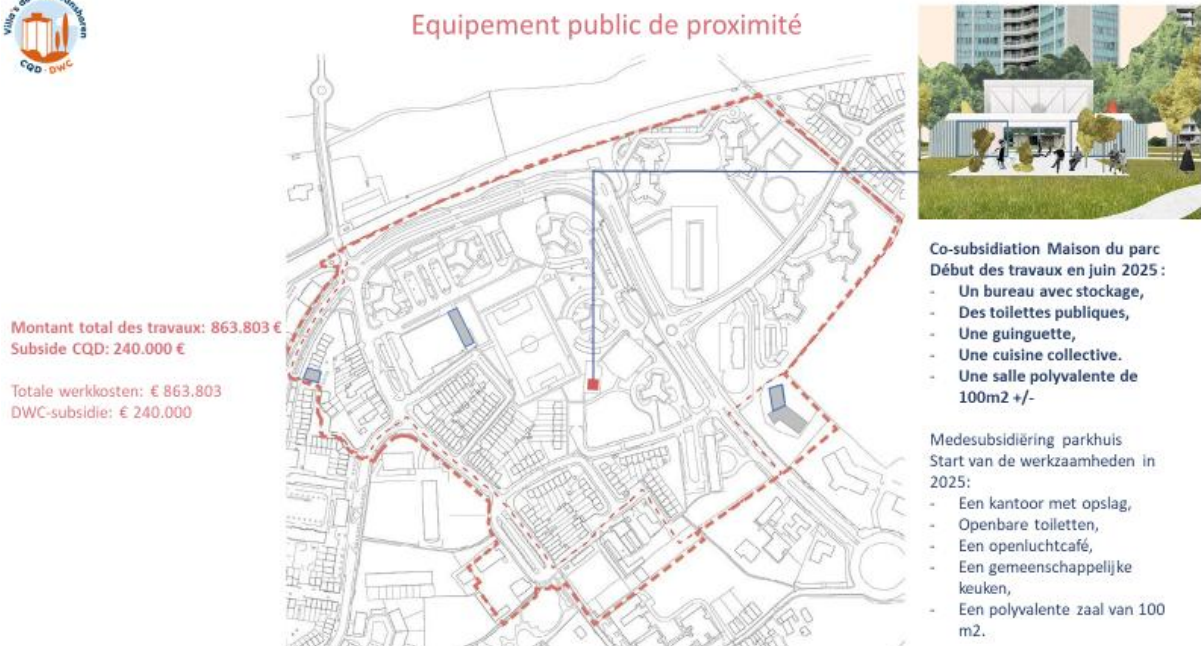 Villa's de Ganshoren
CQD - DWC
Equipement public de proximité
Montant total des travaux: 863.803 €
Subside CQD: 240.000 €
Totale werkkosten: € 863.803
DWC-subsidie: € 240.000
Co-subsidiation Maison du parc
Début des travaux en juin 2025 :
- Un bureau avec stockage,
- Des toilettes publiques,
- Une guinguette,
- Une cuisine collective.
- Une salle polyvalente de
100m2 +/-
Medesubsidiëring parkhuis
Start van de werkzaamheden in
2025:
- Een kantoor met opslag,
- Openbare toiletten,
- Een openluchtcafé,
- Een gemeenschappelijke
keuken,
- Een polyvalente zaal van 100
m2.